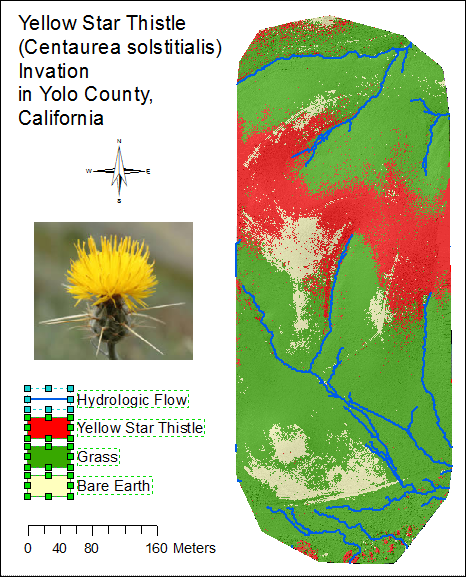 Yellow Star Thistle
(Centaurea solstitialis)
Invation
in Yolo County,
California
N
W E
S
Hydrologic Flow
Yellow Star Thistle
Grass
Bare Earth
0 40 80 160 Meters